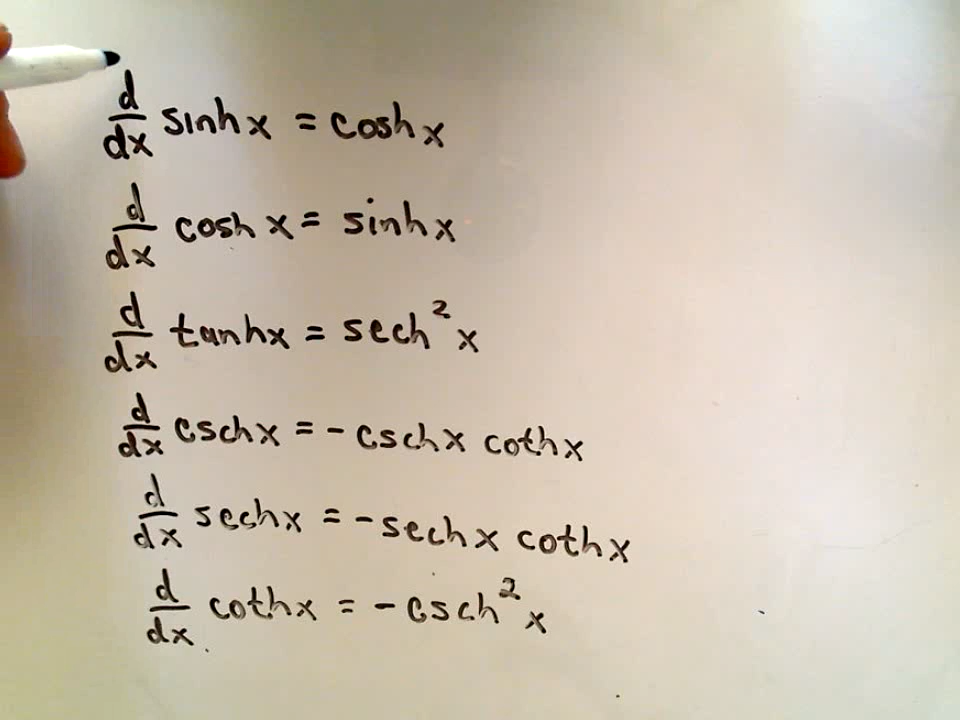 d/dx sinhx = coshx
d/dx cosh x = sinhx
d/dx tanhx = sech²x
d/dx cschx = - cschx cothx
d/dx sechx = - sechx cothx
d/dx cothx = - csch²x